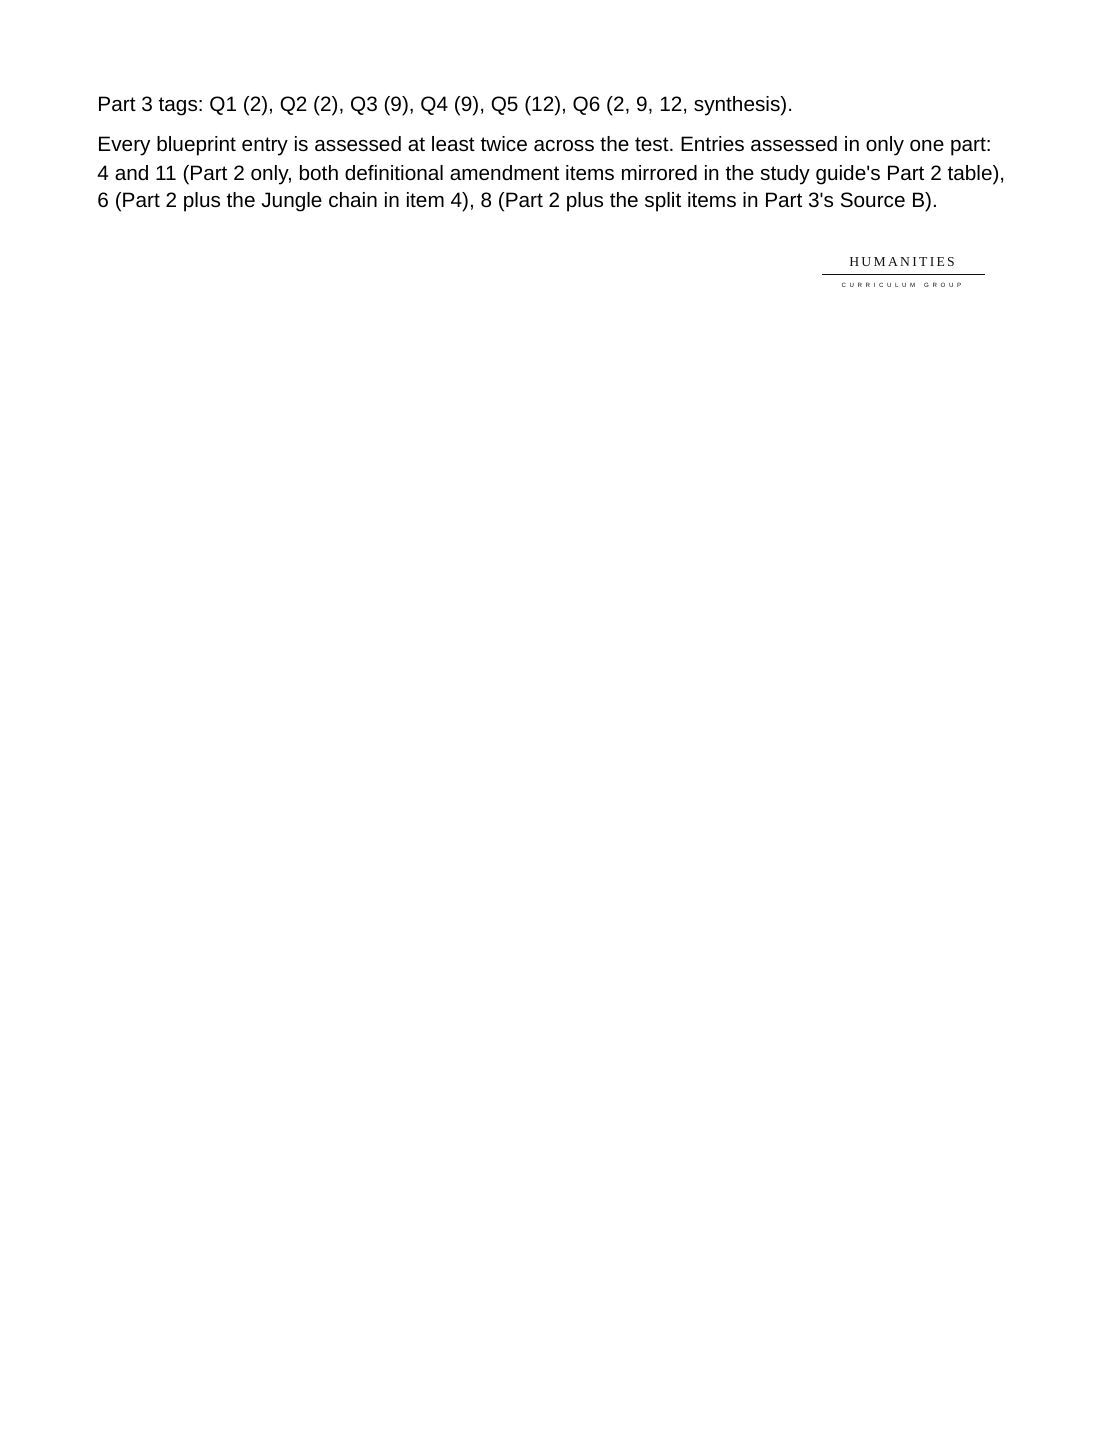 Part 3 tags: Q1 (2), Q2 (2), Q3 (9), Q4 (9), Q5 (12), Q6 (2, 9, 12, synthesis).
Every blueprint entry is assessed at least twice across the test. Entries assessed in only one part:
4 and 11 (Part 2 only, both definitional amendment items mirrored in the study guide's Part 2 table),
6 (Part 2 plus the Jungle chain in item 4), 8 (Part 2 plus the split items in Part 3's Source B).
HUMANITIES
CURRICULUM GROUP